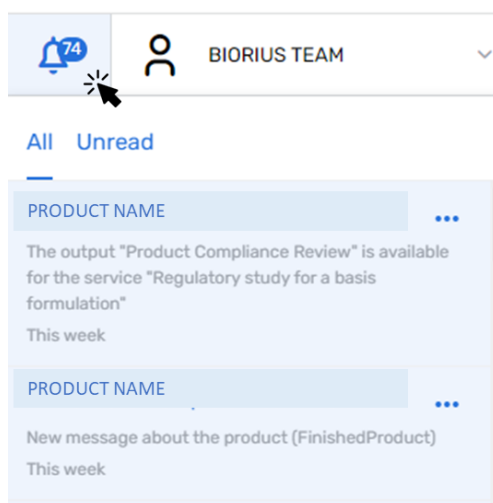 74
BIORIUS TEAM
All Unread
PRODUCT NAME
The output "Product Compliance Review" is available
for the service "Regulatory study for a basis
formulation"
This week
PRODUCT NAME
New message about the product (FinishedProduct)
This week